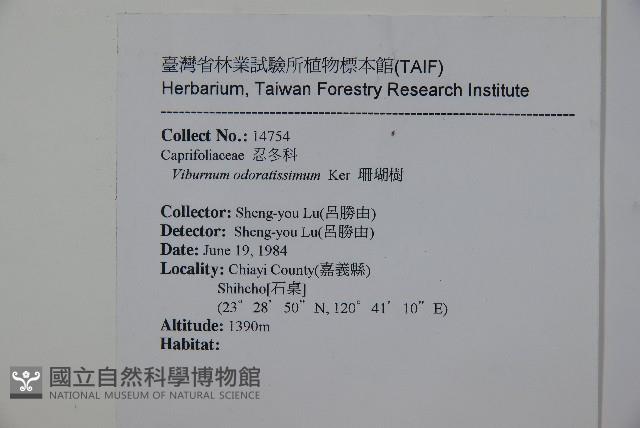 臺灣省林業試驗所植物標本館(TAIF)
Herbarium, Taiwan Forestry Research Institute
--------------------------------------------------------------------------------
Collect No.: 14754
Caprifoliaceae 忍冬科
Viburnum odoratissimum Ker 珊瑚樹
Collector: Sheng-you Lu(呂勝由)
Detector: Sheng-you Lu(呂勝由)
Date: June 19, 1984
Locality: Chiayi County(嘉義縣)
Shihcho[石桌]
(23° 28' 50" N, 120° 41' 10" E)
Altitude: 1390m
Habitat:
國立自然科學博物館
NATIONAL MUSEUM OF NATURAL SCIENCE